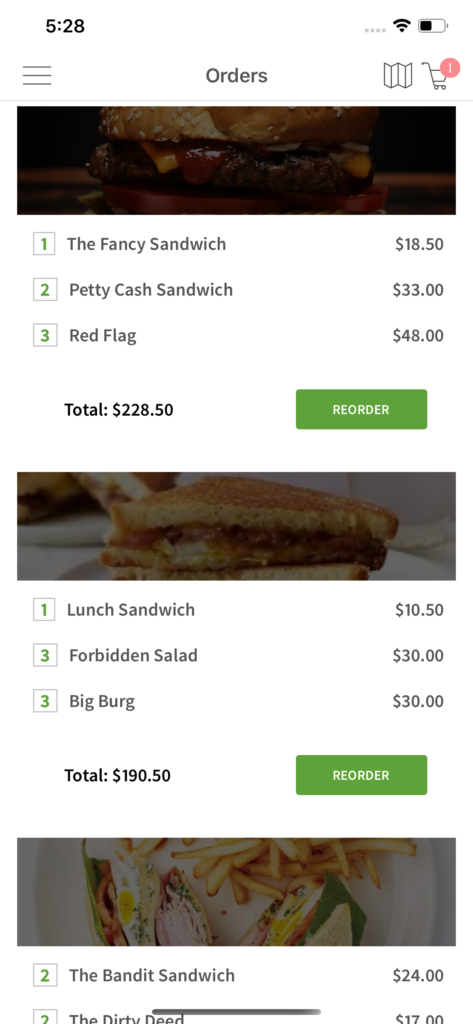 5:28
Orders
1
1 The Fancy Sandwich $18.50
2 Petty Cash Sandwich $33.00
3 Red Flag $48.00
Total: $228.50 REORDER
1 Lunch Sandwich $10.50
3 Forbidden Salad $30.00
3 Big Burg $30.00
Total: $190.50 REORDER
2 The Bandit Sandwich $24.00
2 The Dirty Deed $17.00